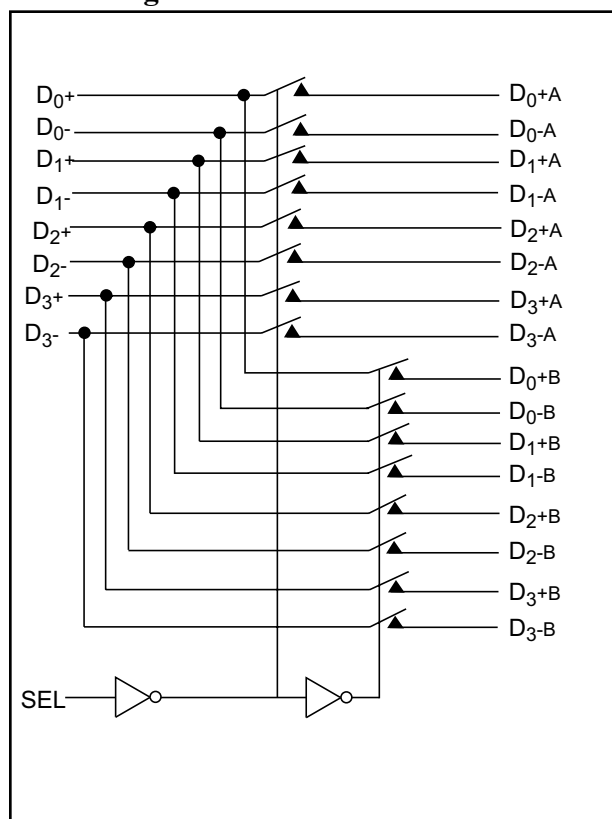 D0+ D0+A
D0- D0-A
D1+ D1+A
D1- D1-A
D2+ D2+A
D2- D2-A
D3+ D3+A
D3- D3-A
D0+B
D0-B
D1+B
D1-B
D2+B
D2-B
D3+B
D3-B
SEL